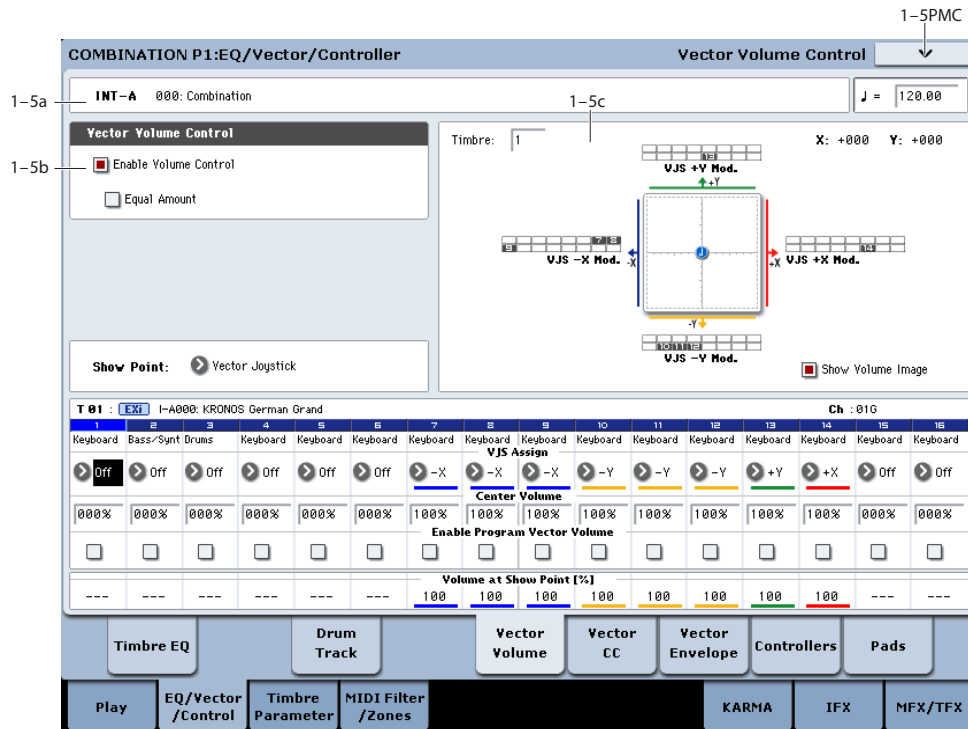 1–5PMC
COMBINATION P1:EQ/Vector/Controller
Vector Volume Control
1–5a
INT-A 000: Combination
1–5c
♩ = 120.00
Vector Volume Control
Timbre: 1
X: +000 Y: +000
1–5b
Enable Volume Control
Equal Amount
13
VJS +Y Mod.
+Y
7 8
9
VJS -X Mod.
-X
J
+X
14
VJS +X Mod.
-Y
10 11 12
VJS -Y Mod.
Show Point: Vector Joystick
Show Volume Image
T 01 : EXi I-A000: KRONOS German Grand
Ch :01G
1 2 3 4 5 6 7 8 9 10 11 12 13 14 15 16
Keyboard Bass/Synt Drums Keyboard Keyboard Keyboard Keyboard Keyboard Keyboard Keyboard Keyboard Keyboard Keyboard Keyboard Keyboard Keyboard
VJS Assign
Off Off Off Off Off Off -X -X -X -Y -Y -Y +Y +X Off Off
Center Volume
000% 000% 000% 000% 000% 000% 100% 100% 100% 100% 100% 100% 100% 100% 000% 000%
Enable Program Vector Volume
Volume at Show Point [%]
--- --- --- --- --- --- 100 100 100 100 100 100 100 100 --- ---
Timbre EQ
Drum Track
Vector Volume
Vector CC
Vector Envelope
Controllers
Pads
Play
EQ/Vector /Control
Timbre Parameter
MIDI Filter /Zones
KARMA
IFX
MFX/TFX